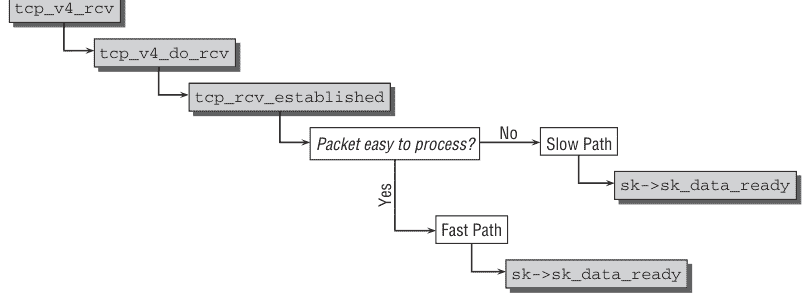 tcp_v4_rcv
tcp_v4_do_rcv
tcp_rcv_established
Packet easy to process?
No
Slow Path
sk->sk_data_ready
Yes
Fast Path
sk->sk_data_ready